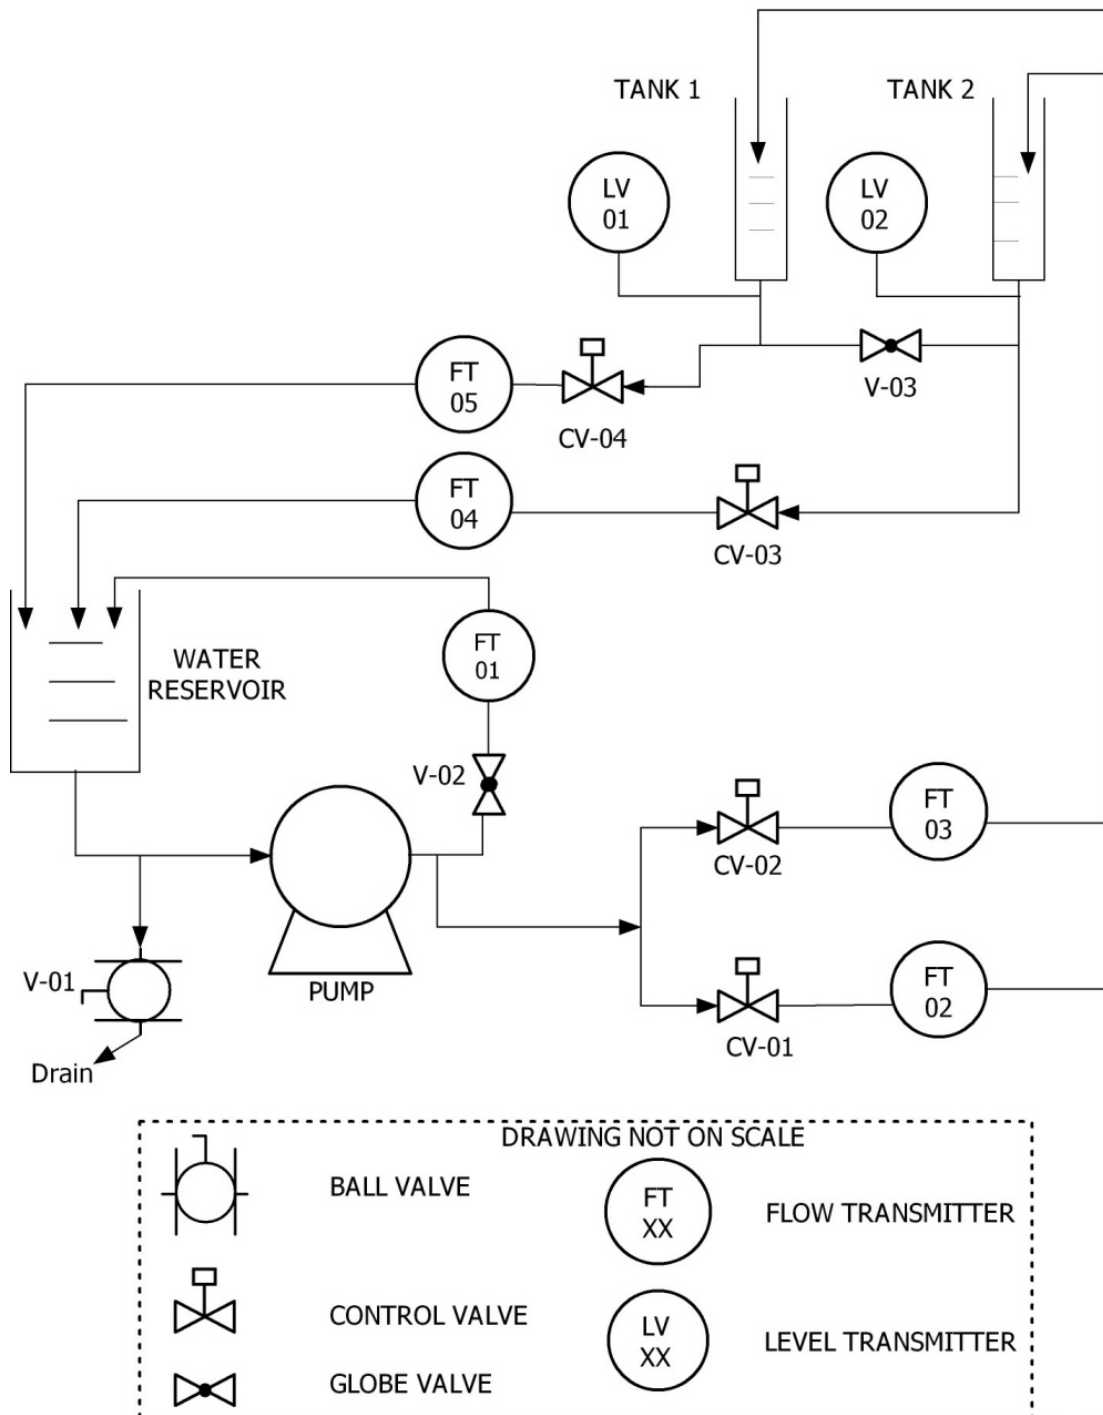 TANK 1
TANK 2
LV
01
LV
02
V-03
FT
05
CV-04
FT
04
CV-03
FT
01
WATER
RESERVOIR
V-02
FT
03
CV-02
V-01
PUMP
FT
02
CV-01
Drain
DRAWING NOT ON SCALE
BALL VALVE
FT
XX
FLOW TRANSMITTER
CONTROL VALVE
LV
XX
LEVEL TRANSMITTER
GLOBE VALVE